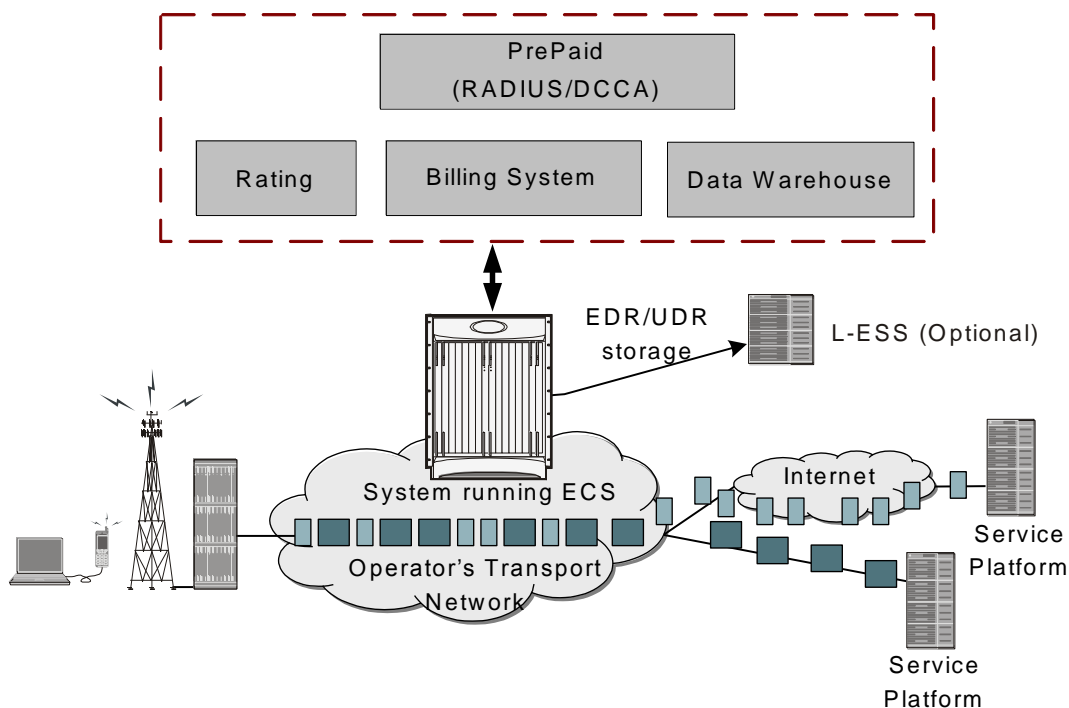 PrePaid
(RADIUS/DCCA)
Rating
Billing System
Data Warehouse
EDR/UDR
storage
L-ESS (Optional)
System running ECS
Internet
Operator's Transport
Network
Service
Platform
Service
Platform